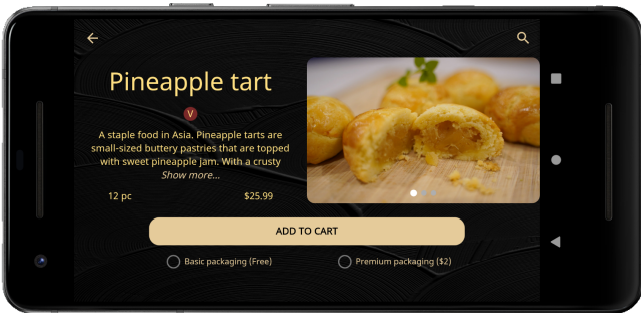 Pineapple tart
V
A staple food in Asia. Pineapple tarts are
small-sized buttery pastries that are topped
with sweet pineapple jam. With a crusty
Show more...
12 pc $25.99
ADD TO CART
Basic packaging (Free) Premium packaging ($2)